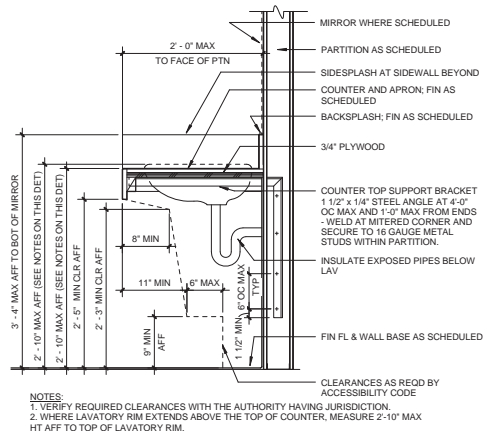 MIRROR WHERE SCHEDULED
2' - 0" MAX
TO FACE OF PTN
PARTITION AS SCHEDULED
SIDESPLASH AT SIDEWALL BEYOND
COUNTER AND APRON; FIN AS
SCHEDULED
BACKSPLASH; FIN AS SCHEDULED
3/4" PLYWOOD
COUNTER TOP SUPPORT BRACKET
1 1/2" x 1/4" STEEL ANGLE AT 4'-0"
OC MAX AND 1'-0" MAX FROM ENDS
- WELD AT MITERED CORNER AND
SECURE TO 16 GAUGE METAL
STUDS WITHIN PARTITION.
INSULATE EXPOSED PIPES BELOW
LAV
FIN FL & WALL BASE AS SCHEDULED
CLEARANCES AS REQD BY
ACCESSIBILITY CODE
3' - 4" MAX AFF TO BOT OF MIRROR
2' - 10" MAX AFF (SEE NOTES ON THIS DET)
2' - 10" MAX AFF (SEE NOTES ON THIS DET)
2' - 5" MIN CLR AFF
2' - 3" MIN CLR AFF
8" MIN
11" MIN
6" MAX
9" MIN
AFF
6" OC MAX
TYP
1 1/2" MIN
NOTES:
1. VERIFY REQUIRED CLEARANCES WITH THE AUTHORITY HAVING JURISDICTION.
2. WHERE LAVATORY RIM EXTENDS ABOVE THE TOP OF COUNTER, MEASURE 2'-10" MAX
HT AFF TO TOP OF LAVATORY RIM.